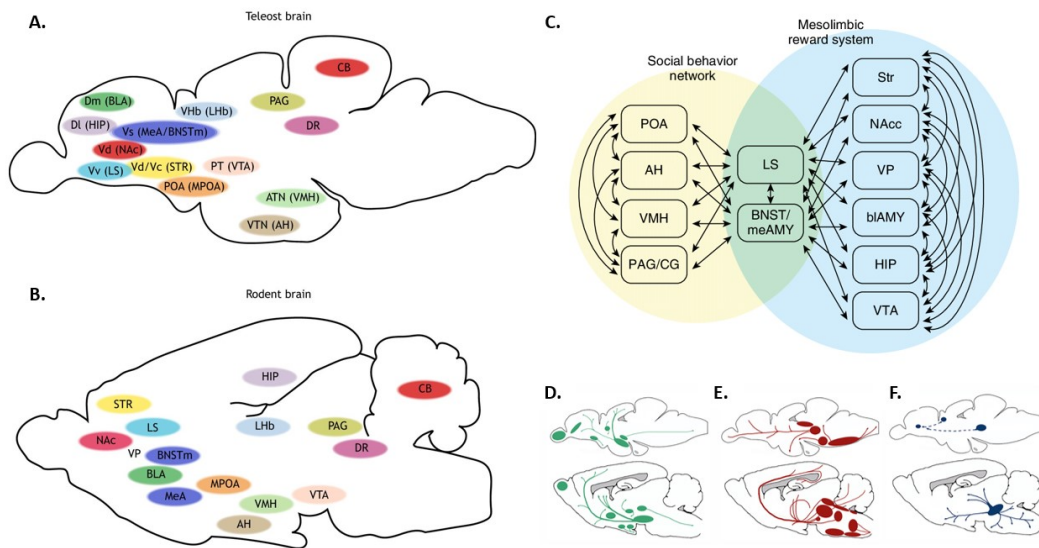 A.
Teleost brain
CB
Dm (BLA)
VHb (LHb)
PAG
Dl (HIP)
Vs (MeA/BNSTm)
DR
Vd (NAc)
Vv (LS)
Vd/Vc (STR)
PT (VTA)
POA (MPOA)
ATN (VMH)
VTN (AH)
B.
Rodent brain
HIP
CB
STR
LS
LHb
PAG
NAc
VP
BNSTm
DR
BLA
MPOA
MeA
VMH
VTA
AH
C.
Mesolimbic
reward system
Social behavior
network
Str
POA
NAcc
AH
LS
VP
VMH
BNST/
meAMY
blAMY
PAG/CG
HIP
VTA
D.
E.
F.